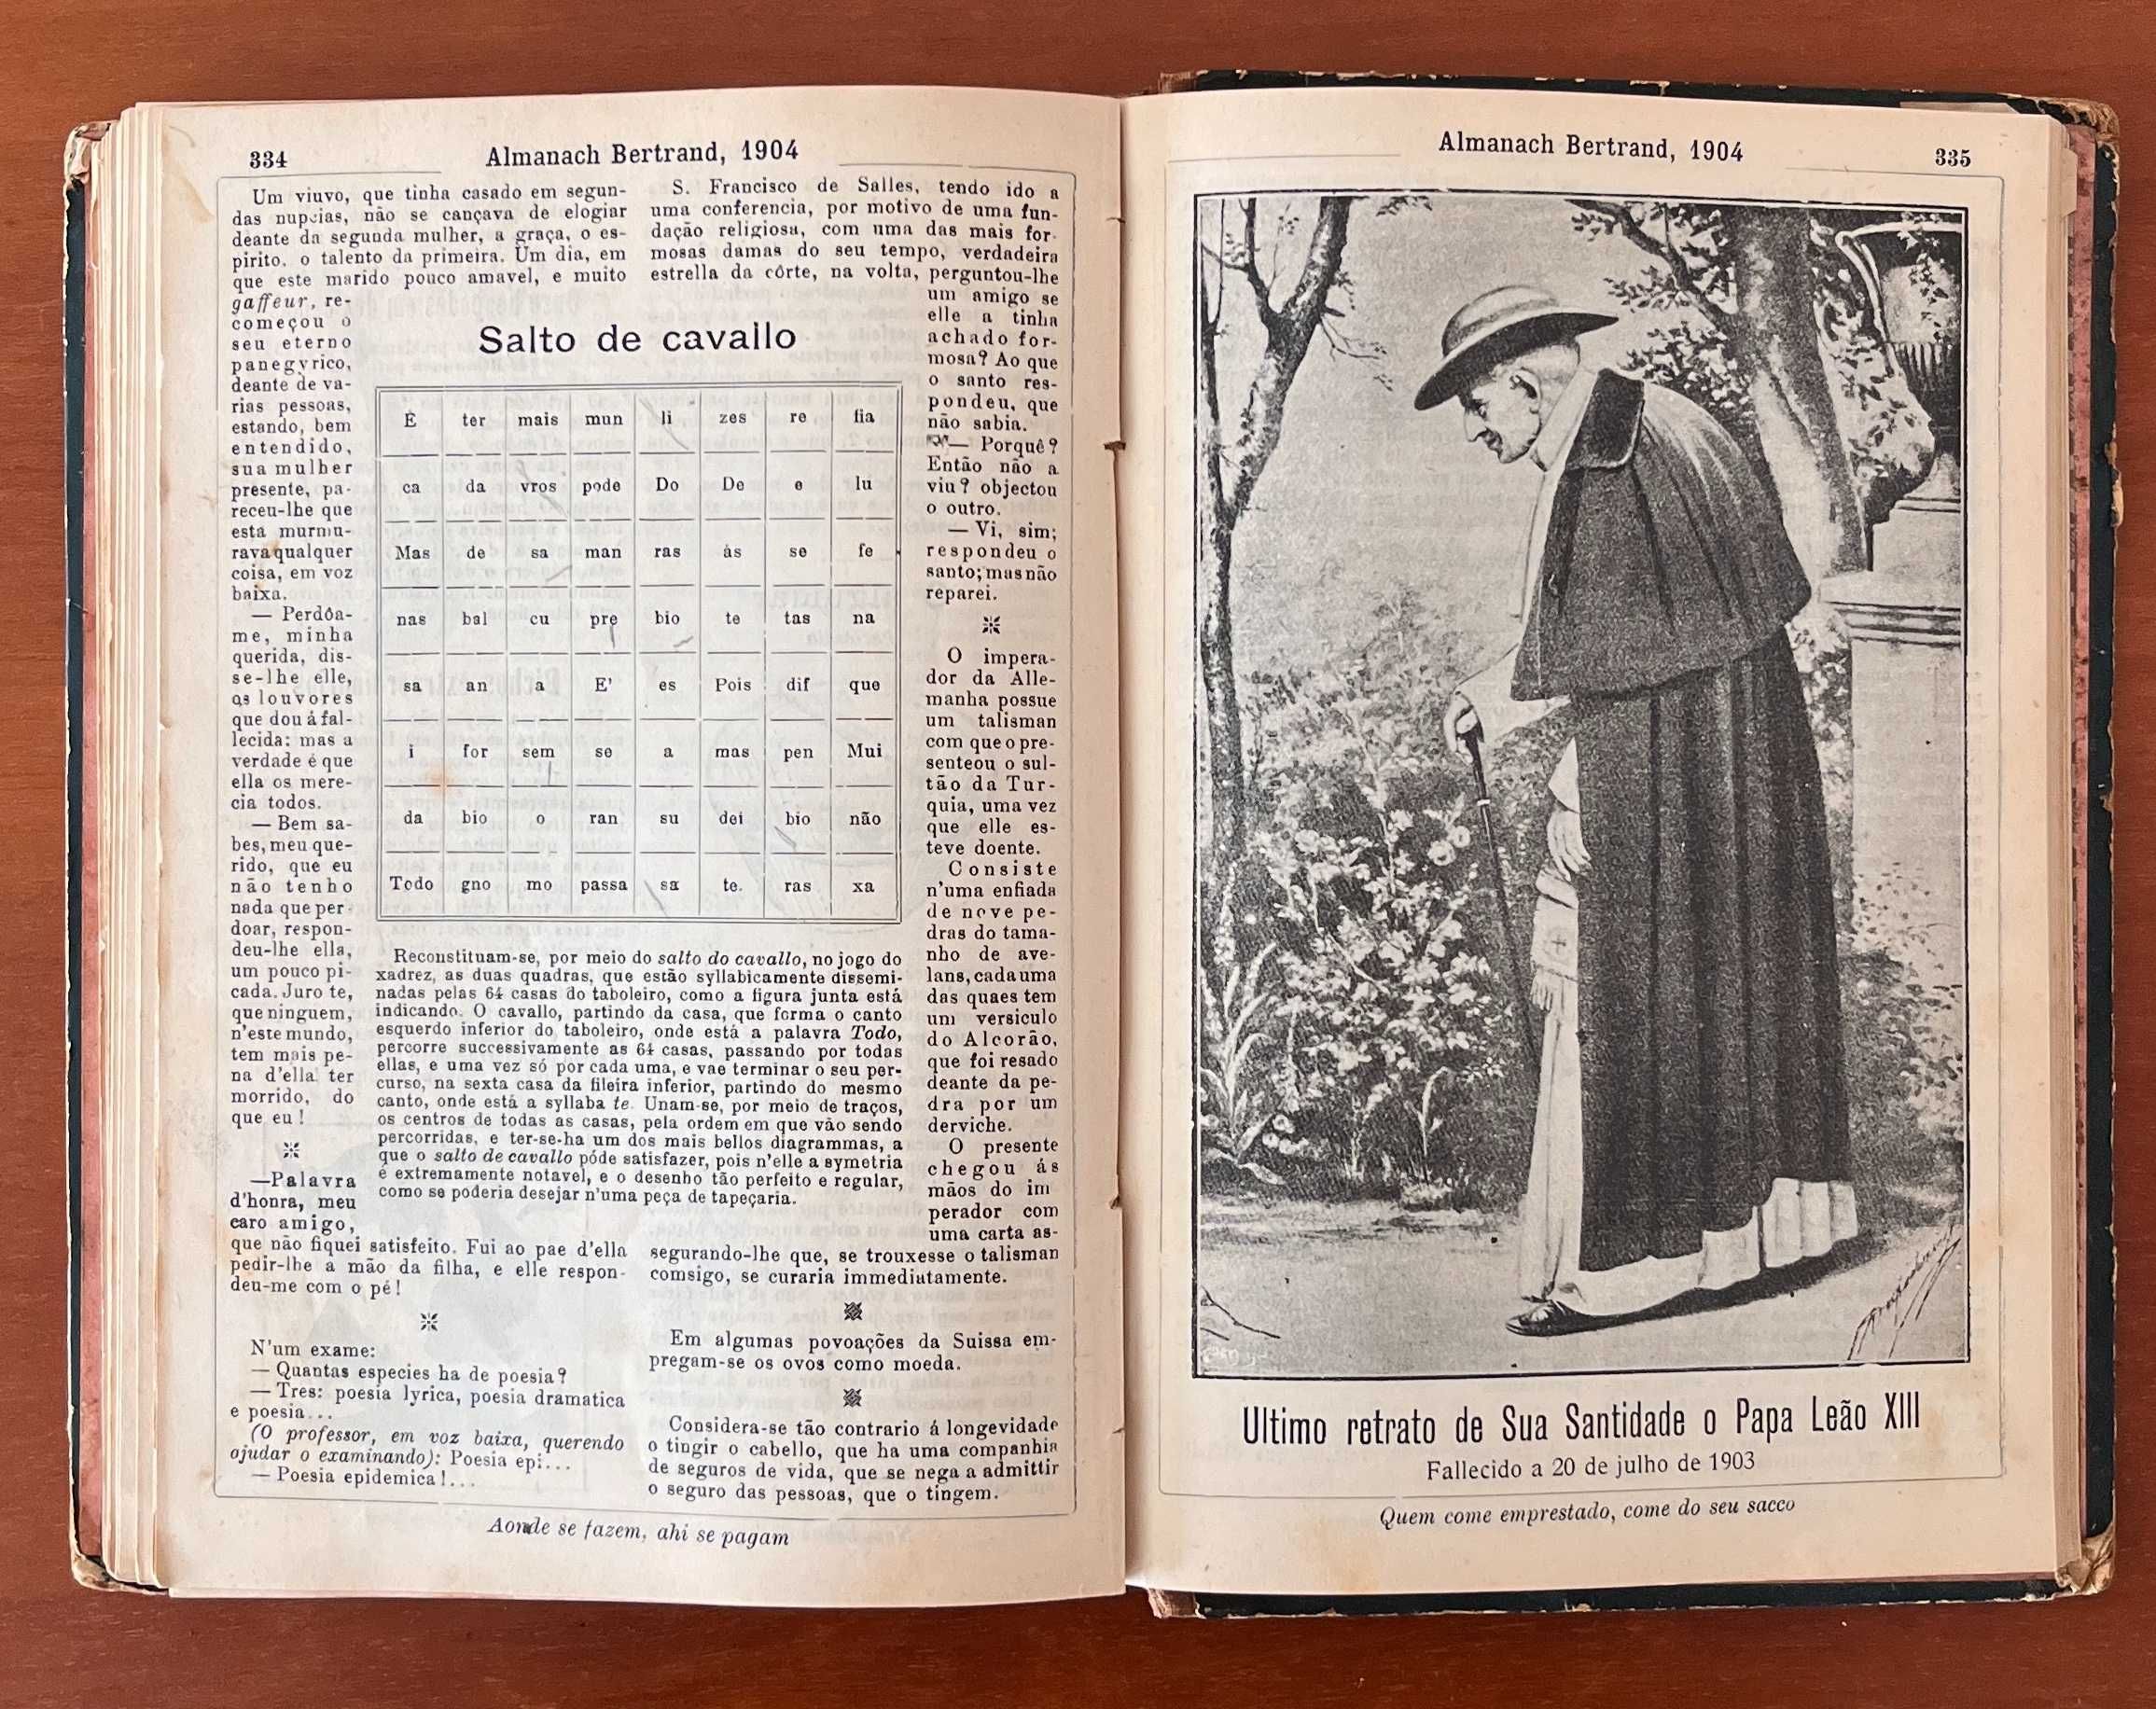 334
Almanach Bertrand, 1904
Um viuvo, que tinha casado em segun-
das nupcias, não se cançava de elogiar
deante da segunda mulher, a graça, o es-
pirito. o talento da primeira. Um dia, em
que este marido pouco amavel, e muito
gaffeur, re-
começou o
seu eterno
panegyrico,
deante de va-
rias pessoas,
estando, bem
entendido,
sua mulher
presente, pa-
receu-lhe que
esta murmu-
rava qualquer
coisa, em voz
baixa.
— Perdôa-
me, minha
querida, dis-
se-lhe elle,
os louvores
que dou á fal-
lecida: mas a
verdade é que
ella os mere-
cia todos.
— Bem sa-
bes, meu que-
rido, que eu
não tenho
nada que per-
doar, respon-
deu-lhe ella,
um pouco pi-
cada. Juro te,
que ninguem,
n'este mundo,
tem mais pe-
na d'ella ter
morrido, do
que eu!
—Palavra
d'honra, meu
caro amigo,
que não fiquei satisfeito. Fui ao pae d'ella
pedir-lhe a mão da filha, e elle respon-
deu-me com o pé!
N'um exame:
— Quantas especies ha de poesia?
— Tres: poesia lyrica, poesia dramatica
e poesia...
(O professor, em voz baixa, querendo
ajudar o examinando): Poesia epi...
— Poesia epidemica!...
Salto de cavallo
E ter mais mun li zes re fia
ca da vros pode Do De e lu
Mas de sa man ras ás se fe
nas bal cu pre bio te tas na
sa an a E' es Pois dif que
i for sem se a mas pen Mui
da bio o ran su dei bio não
Todo gno mo passa sa te. ras xa
Reconstituam-se, por meio do salto do cavallo, no jogo do
xadrez, as duas quadras, que estão syllabicamente dissemi-
nadas pelas 64 casas do taboleiro, como a figura junta está
indicando. O cavallo, partindo da casa, que forma o canto
esquerdo inferior do taboleiro, onde está a palavra Todo,
percorre successivamente as 64 casas, passando por todas
ellas, e uma vez só por cada uma, e vae terminar o seu per-
curso, na sexta casa da fileira inferior, partindo do mesmo
canto, onde está a syllaba te. Unam-se, por meio de traços,
os centros de todas as casas, pela ordem em que vão sendo
percorridas, e ter-se-ha um dos mais bellos diagrammas, a
que o salto de cavallo póde satisfazer, pois n'elle a symetria
é extremamente notavel, e o desenho tão perfeito e regular,
como se poderia desejar n'uma peça de tapeçaria.
S. Francisco de Salles, tendo ido a
uma conferencia, por motivo de uma fun-
dação religiosa, com uma das mais for-
mosas damas do seu tempo, verdadeira
estrella da côrte, na volta, perguntou-lhe
um amigo se
elle a tinha
achado for-
mosa? Ao que
o santo res-
pondeu, que
não sabia.
— Porquê?
Então não a
viu? objectou
o outro.
— Vi, sim;
respondeu o
santo; mas não
reparei.
O impera-
dor da Alle-
manha possue
um talisman
com que o pre-
senteou o sul-
tão da Tur-
quia, uma vez
que elle es-
teve doente.
Consiste
n'uma enfiada
de nove pe-
dras do tama-
nho de ave-
lans, cada uma
das quaes tem
um versiculo
do Alcorão,
que foi resado
deante da pe-
dra por um
derviche.
O presente
chegou ás
mãos do im
perador com
uma carta as-
segurando-lhe que, se trouxesse o talisman
comsigo, se curaria immediatamente.
Em algumas povoações da Suissa em-
pregam-se os ovos como moeda.
Considera-se tão contrario á longevidade
o tingir o cabello, que ha uma companhia
de seguros de vida, que se nega a admittir
o seguro das pessoas, que o tingem.
Aonde se fazem, ahi se pagam
Almanach Bertrand, 1904
335
Ultimo retrato de Sua Santidade o Papa Leão XIII
Fallecido a 20 de julho de 1903
Quem come emprestado, come do seu sacco